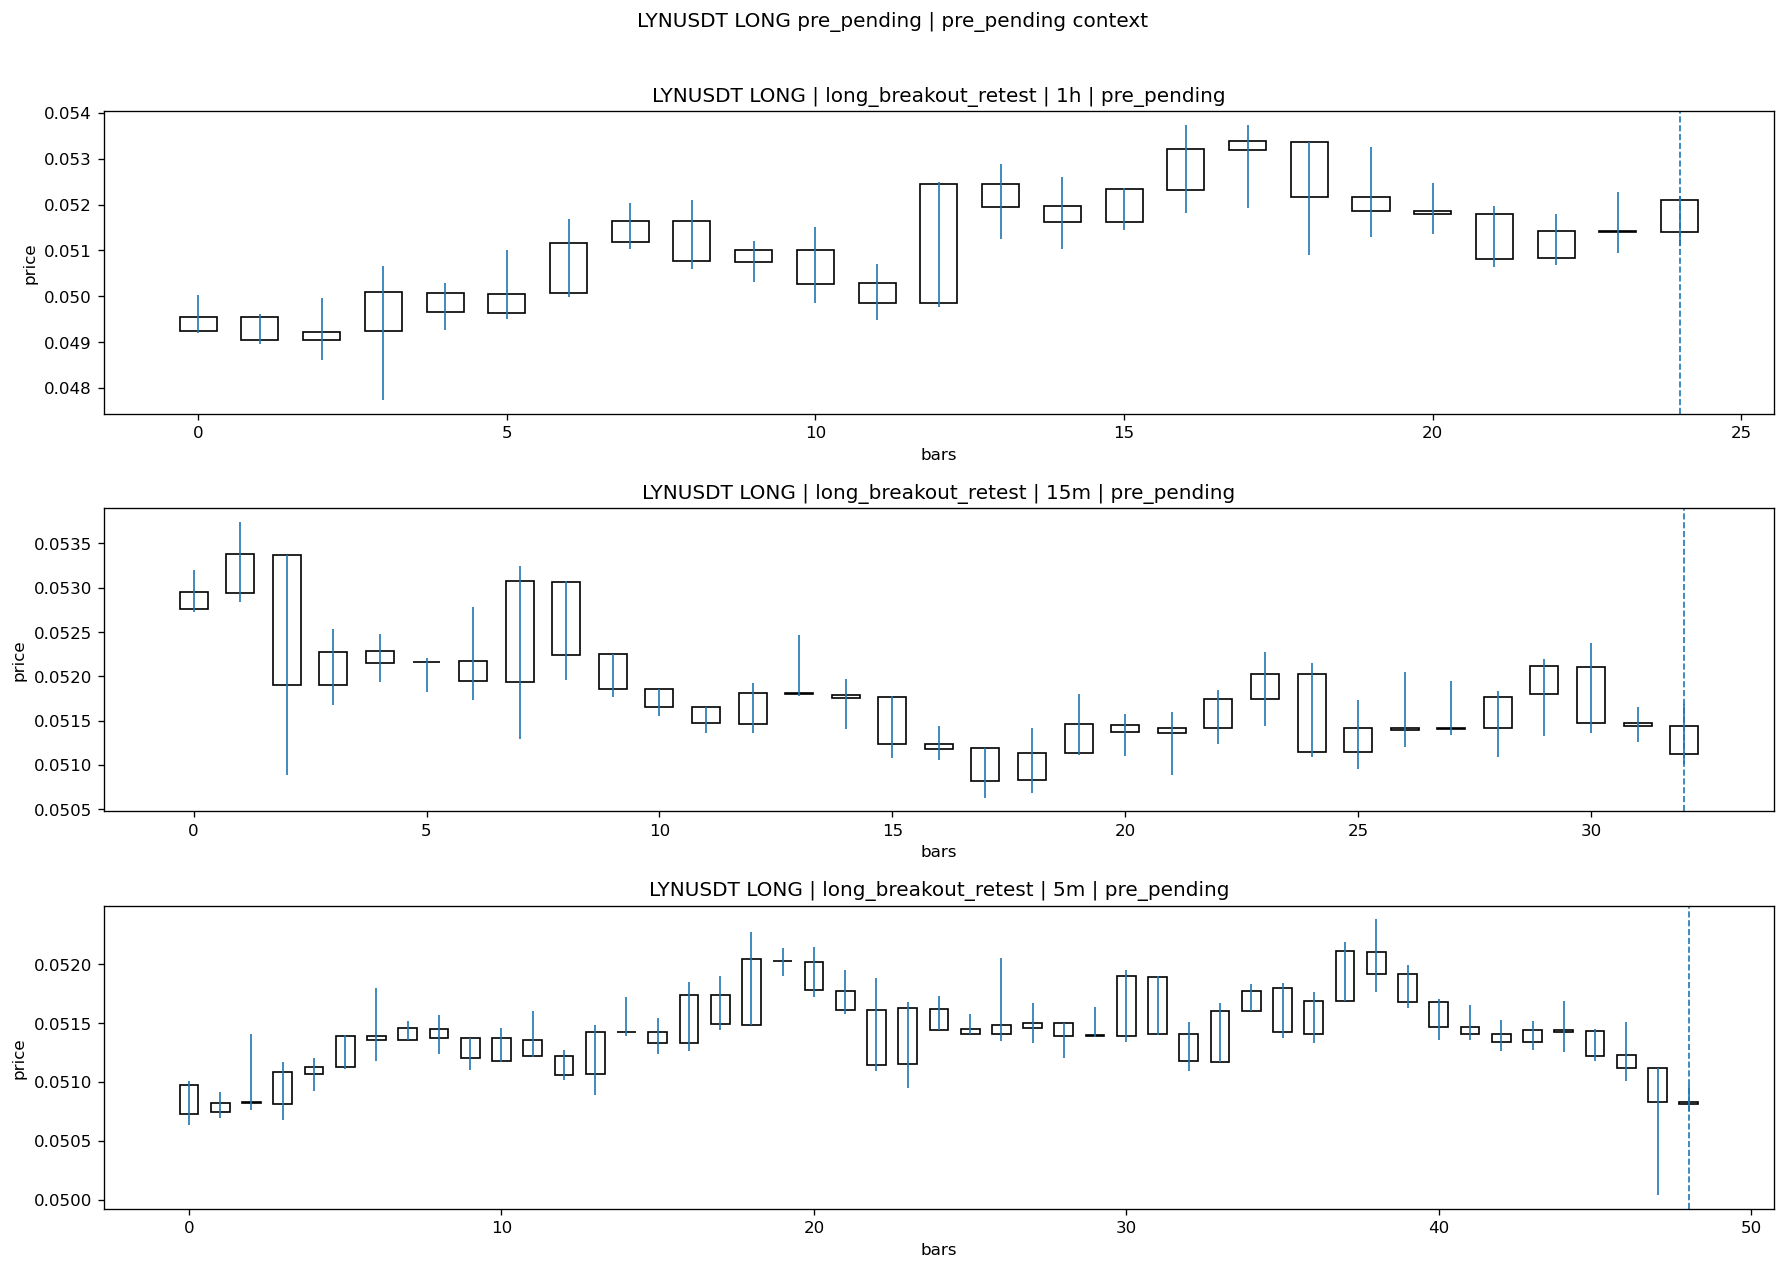 LYNUSDT LONG pre_pending | pre_pending context
LYNUSDT LONG | long_breakout_retest | 1h | pre_pending
0.054
0.053
0.052
0.051
0.050
0.049
0.048
price
0 5 10 15 20 25
bars
LYNUSDT LONG | long_breakout_retest | 15m | pre_pending
0.0535
0.0530
0.0525
0.0520
0.0515
0.0510
0.0505
price
0 5 10 15 20 25 30
bars
LYNUSDT LONG | long_breakout_retest | 5m | pre_pending
0.0520
0.0515
0.0510
0.0505
0.0500
price
0 10 20 30 40 50
bars